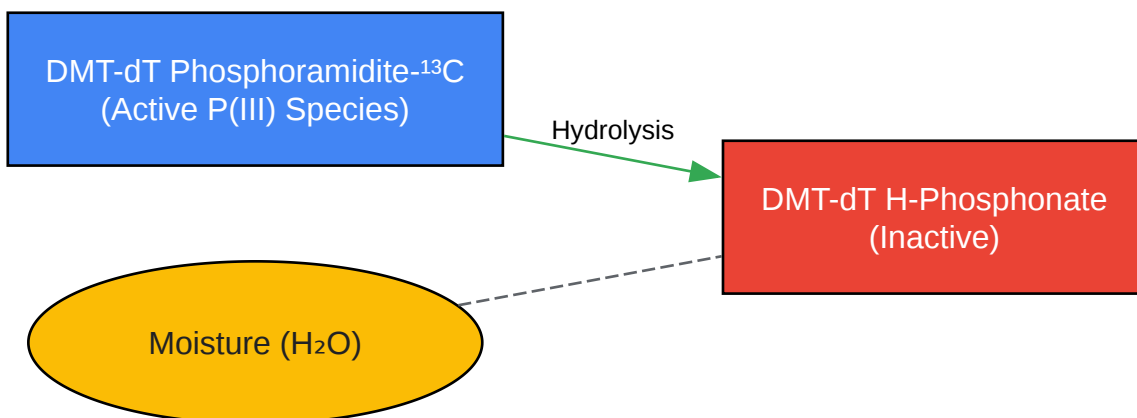 DMT-dT Phosphoramidite-¹³C
(Active P(III) Species)
Hydrolysis
DMT-dT H-Phosphonate
(Inactive)
Moisture (H₂O)